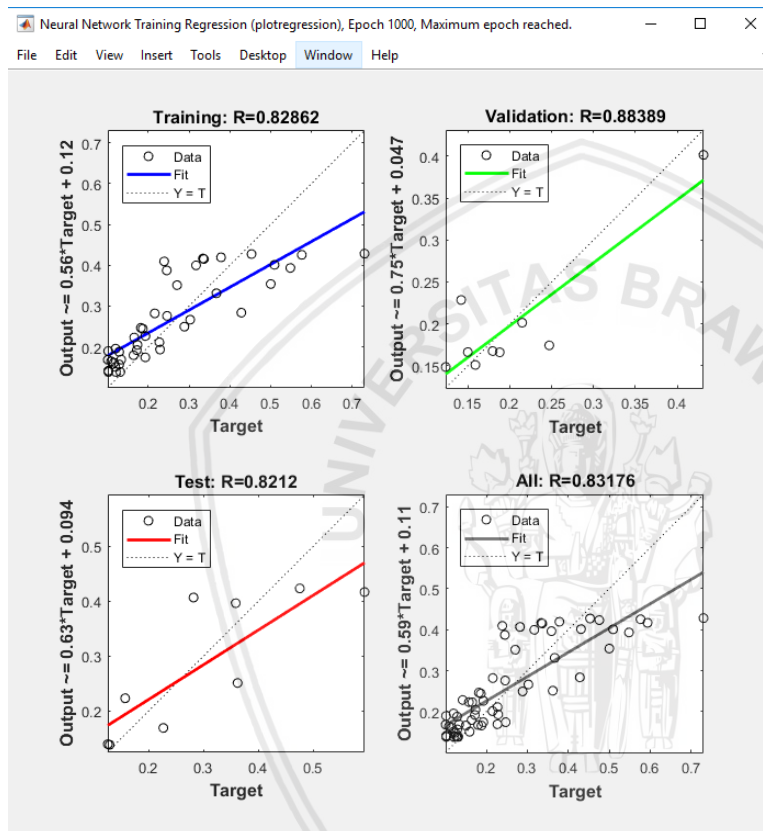 Neural Network Training Regression (plotregression), Epoch 1000, Maximum epoch reached.
File Edit View Insert Tools Desktop Window Help
Training: R=0.82862
Output ~= 0.56*Target + 0.12
0.7
0.6
0.5
0.4
0.3
0.2
Data
Fit
Y = T
0.2 0.3 0.4 0.5 0.6 0.7
Target
Validation: R=0.88389
Output ~= 0.75*Target + 0.047
0.4
0.35
0.3
0.25
0.2
0.15
Data
Fit
Y = T
0.15 0.2 0.25 0.3 0.35 0.4
Target
Test: R=0.8212
Output ~= 0.63*Target + 0.094
0.5
0.4
0.3
0.2
Data
Fit
Y = T
0.2 0.3 0.4 0.5
Target
All: R=0.83176
Output ~= 0.59*Target + 0.11
0.7
0.6
0.5
0.4
0.3
0.2
Data
Fit
Y = T
0.2 0.3 0.4 0.5 0.6 0.7
Target
UNIVERSITAS BRAW